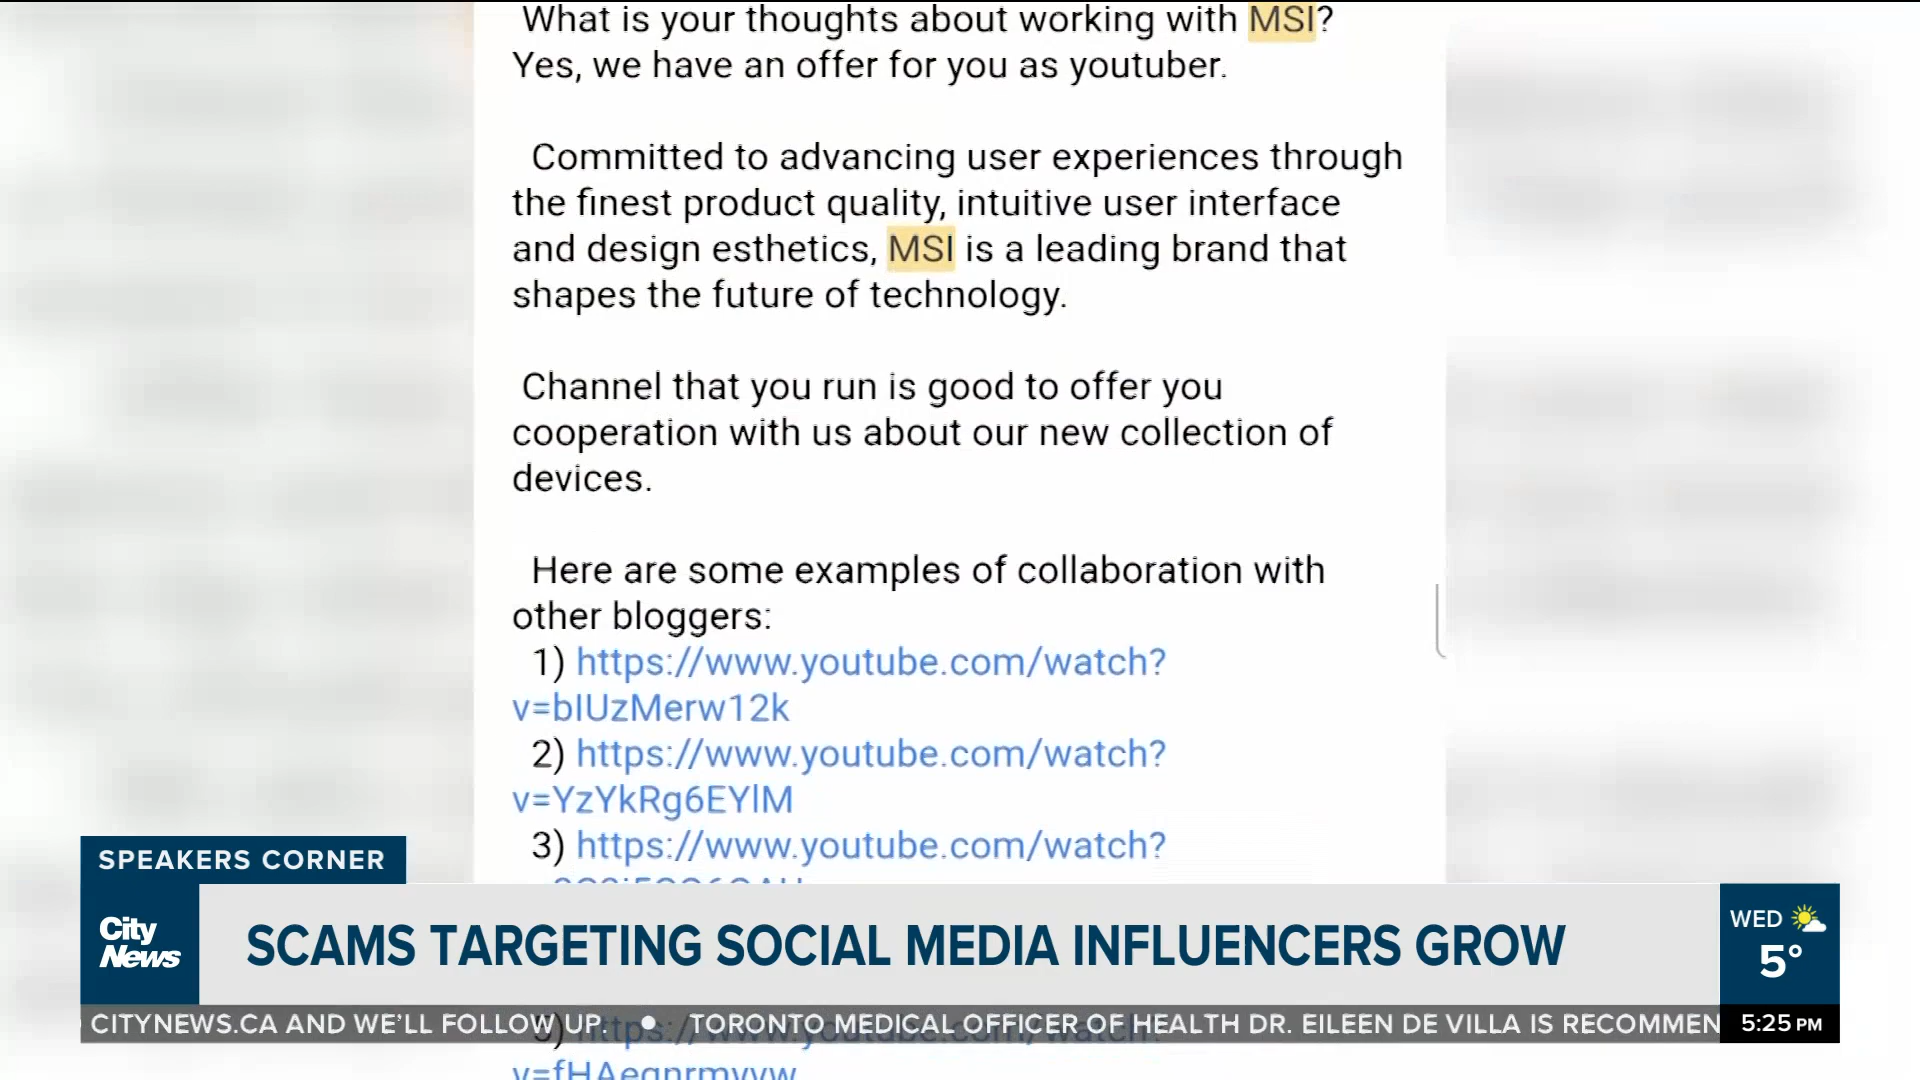 What is your thoughts about working with MSI?
Yes, we have an offer for you as youtuber.
Committed to advancing user experiences through
the finest product quality, intuitive user interface
and design esthetics, MSI is a leading brand that
shapes the future of technology.
Channel that you run is good to offer you
cooperation with us about our new collection of
devices.
Here are some examples of collaboration with
other bloggers:
1) https://www.youtube.com/watch?
v=bIUzMerw12k
2) https://www.youtube.com/watch?
v=YzYkRg6EYlM
3) https://www.youtube.com/watch?
SPEAKERS CORNER
City
News
SCAMS TARGETING SOCIAL MEDIA INFLUENCERS GROW
WED
5°
CITYNEWS.CA AND WE'LL FOLLOW UP. • TORONTO MEDICAL OFFICER OF HEALTH DR. EILEEN DE VILLA IS RECOMMEN
5:25 PM
5) https://www.youtube.com/watch?